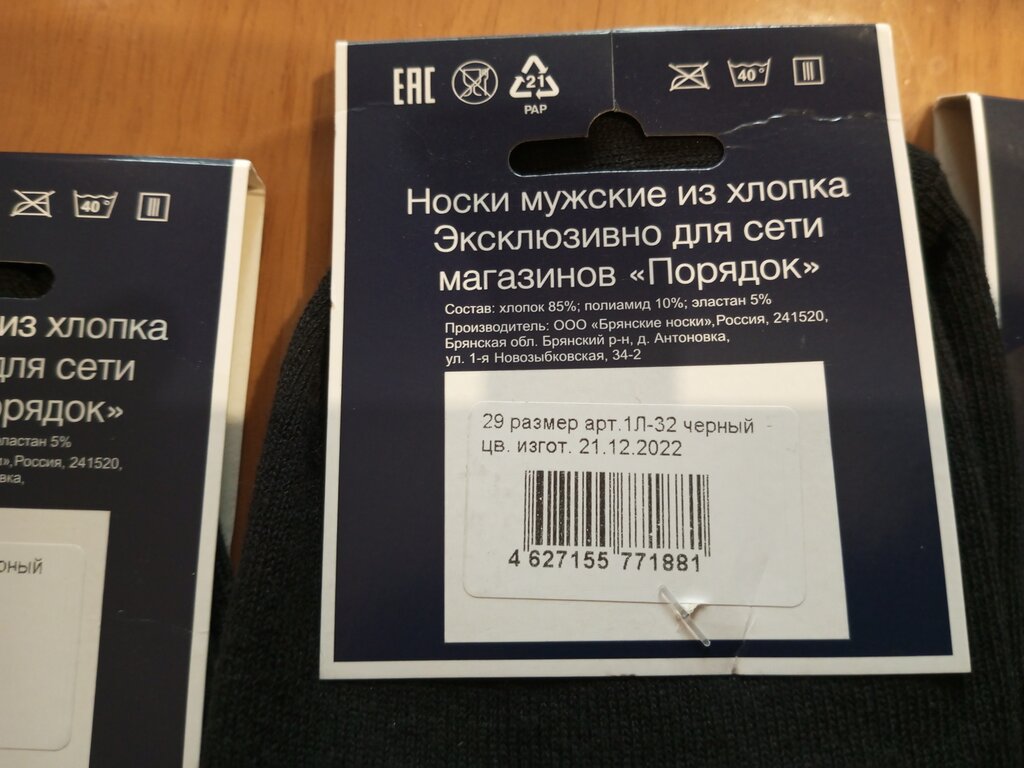 EAC
21
PAP
40°
Носки мужские из хлопка
Эксклюзивно для сети
магазинов «Порядок»
Состав: хлопок 85%; полиамид 10%; эластан 5%
Производитель: ООО «Брянские носки», Россия, 241520,
Брянская обл. Брянский р-н, д. Антоновка,
ул. 1-я Новозыбковская, 34-2
29 размер арт.1Л-32 черный
цв. изгот. 21.12.2022
4 627155 771881
40°
из хлопка
для сети
орядок»
эластан 5%
», Россия, 241520,
вка,
рный